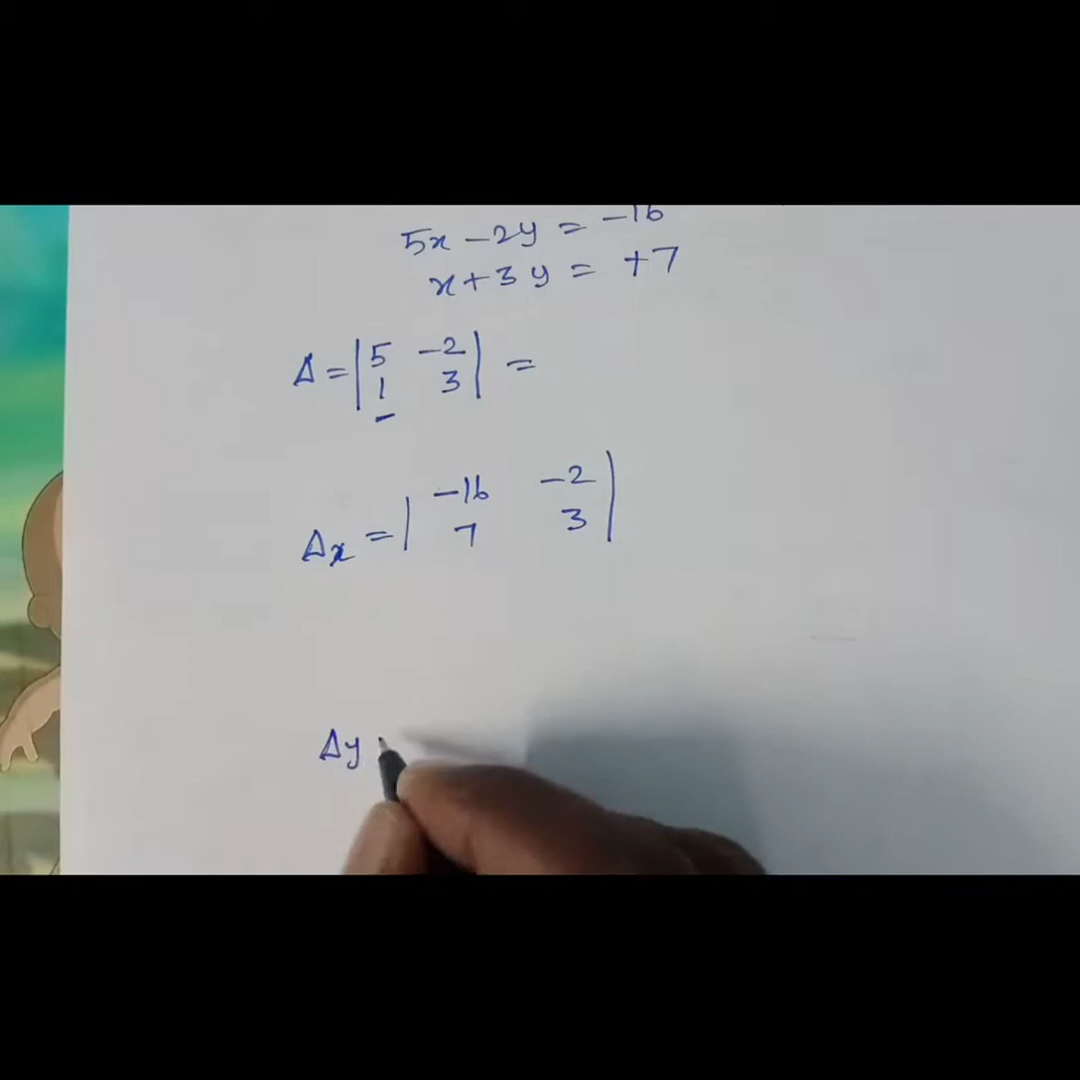 5x - 2y = -16
x + 3y = +7
Δ = | 5 -2 | =
| 1 3 |
Δx = | -16 -2 |
| 7 3 |
Δy